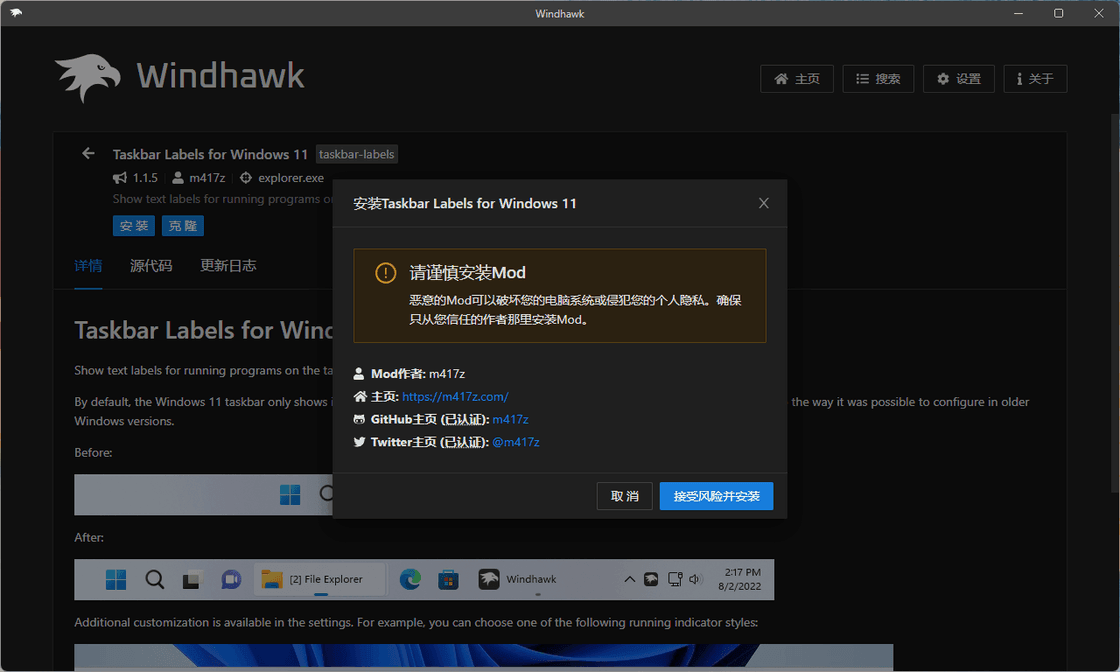 Windhawk
Windhawk
主页
搜索
设置
关于
Taskbar Labels for Windows 11 taskbar-labels
1.1.5 m417z explorer.exe
Show text labels for running programs o
安 装 克 隆
详情 源代码 更新日志
安装Taskbar Labels for Windows 11
请谨慎安装Mod
恶意的Mod可以破坏您的电脑系统或侵犯您的个人隐私。确保
只从您信任的作者那里安装Mod。
Mod作者: m417z
主页: https://m417z.com/
GitHub主页 (已认证): m417z
Twitter主页 (已认证): @m417z
取 消
接受风险并安装
Taskbar Labels for Wind
Show text labels for running programs on the ta
By default, the Windows 11 taskbar only shows i
the way it was possible to configure in older
Windows versions.
Before:
After:
[2] File Explorer
Windhawk
2:17 PM
8/2/2022
Additional customization is available in the settings. For example, you can choose one of the following running indicator styles: